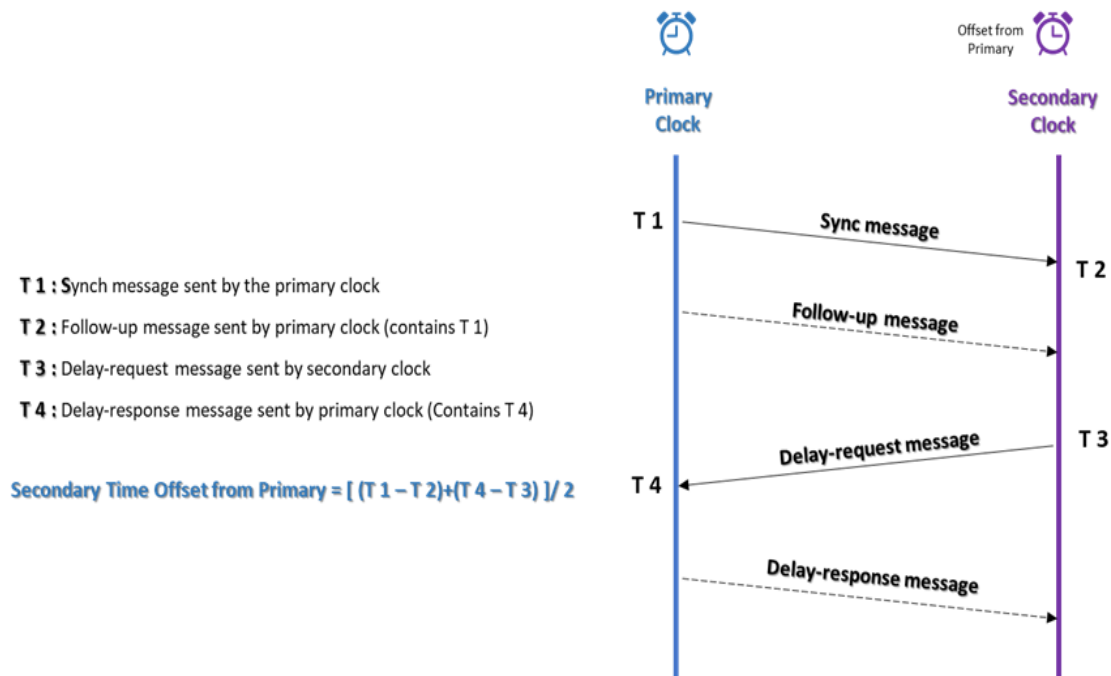 Offset from
Primary
Primary
Clock
Secondary
Clock
T 1
Sync message
T 2
Follow-up message
Delay-request message
T 3
T 4
Delay-response message
T 1 : Synch message sent by the primary clock
T 2 : Follow-up message sent by primary clock (contains T 1)
T 3 : Delay-request message sent by secondary clock
T 4 : Delay-response message sent by primary clock (Contains T 4)
Secondary Time Offset from Primary = [ (T 1 – T 2)+(T 4 – T 3) ]/ 2